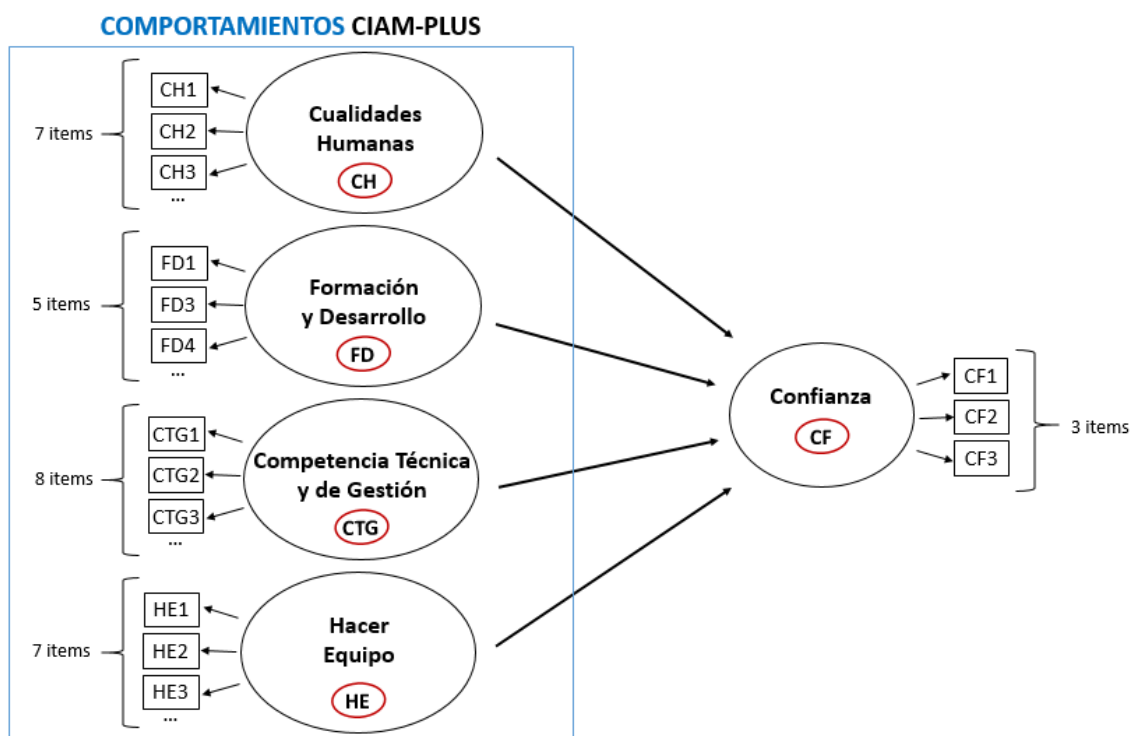 COMPORTAMIENTOS CIAM-PLUS
7 items
CH1
CH2
CH3
...
Cualidades
Humanas
CH
5 items
FD1
FD3
FD4
...
Formación
y Desarrollo
FD
8 items
CTG1
CTG2
CTG3
...
Competencia Técnica
y de Gestión
CTG
7 items
HE1
HE2
HE3
...
Hacer
Equipo
HE
Confianza
CF
CF1
CF2
CF3
3 items